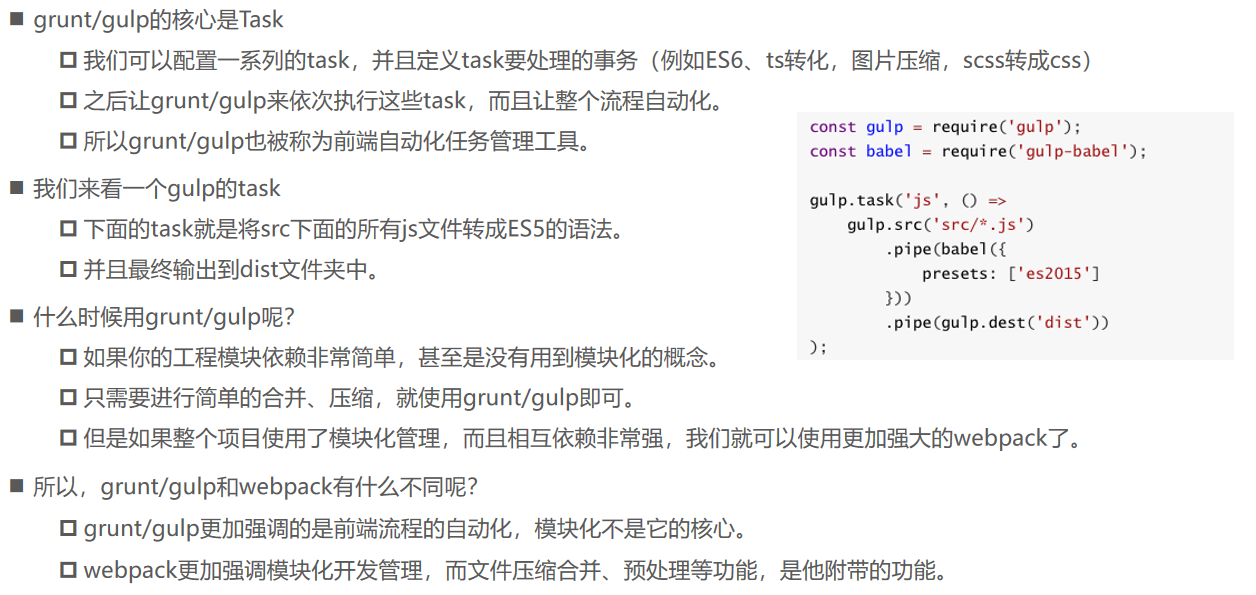 grunt/gulp的核心是Task
我们可以配置一系列的task，并且定义task要处理的事务（例如ES6、ts转化，图片压缩，scss转成css）
之后让grunt/gulp来依次执行这些task，而且让整个流程自动化。
所以grunt/gulp也被称为前端自动化任务管理工具。
我们来看一个gulp的task
下面的task就是将src下面的所有js文件转成ES5的语法。
并且最终输出到dist文件夹中。
什么时候用grunt/gulp呢？
如果你的工程模块依赖非常简单，甚至是没有用到模块化的概念。
只需要进行简单的合并、压缩，就使用grunt/gulp即可。
但是如果整个项目使用了模块化管理，而且相互依赖非常强，我们就可以使用更加强大的webpack了。
所以，grunt/gulp和webpack有什么不同呢？
grunt/gulp更加强调的是前端流程的自动化，模块化不是它的核心。
webpack更加强调模块化开发管理，而文件压缩合并、预处理等功能，是他附带的功能。
const gulp = require('gulp');
const babel = require('gulp-babel');
gulp.task('js', () =>
    gulp.src('src/*.js')
        .pipe(babel({
            presets: ['es2015']
        }))
        .pipe(gulp.dest('dist'))
);